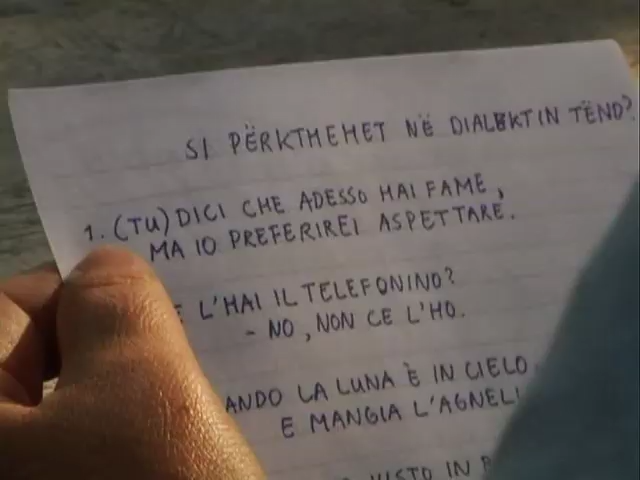 SI PËRKTHEHET NË DIALEKTIN TËND?
1. (TU) DICI CHE ADESSO HAI FAME,
MA IO PREFERIREI ASPETTARE.
L'HAI IL TELEFONINO?
- NO, NON CE L'HO.
LA LUNA È IN CIELO
E MANGIA
IN